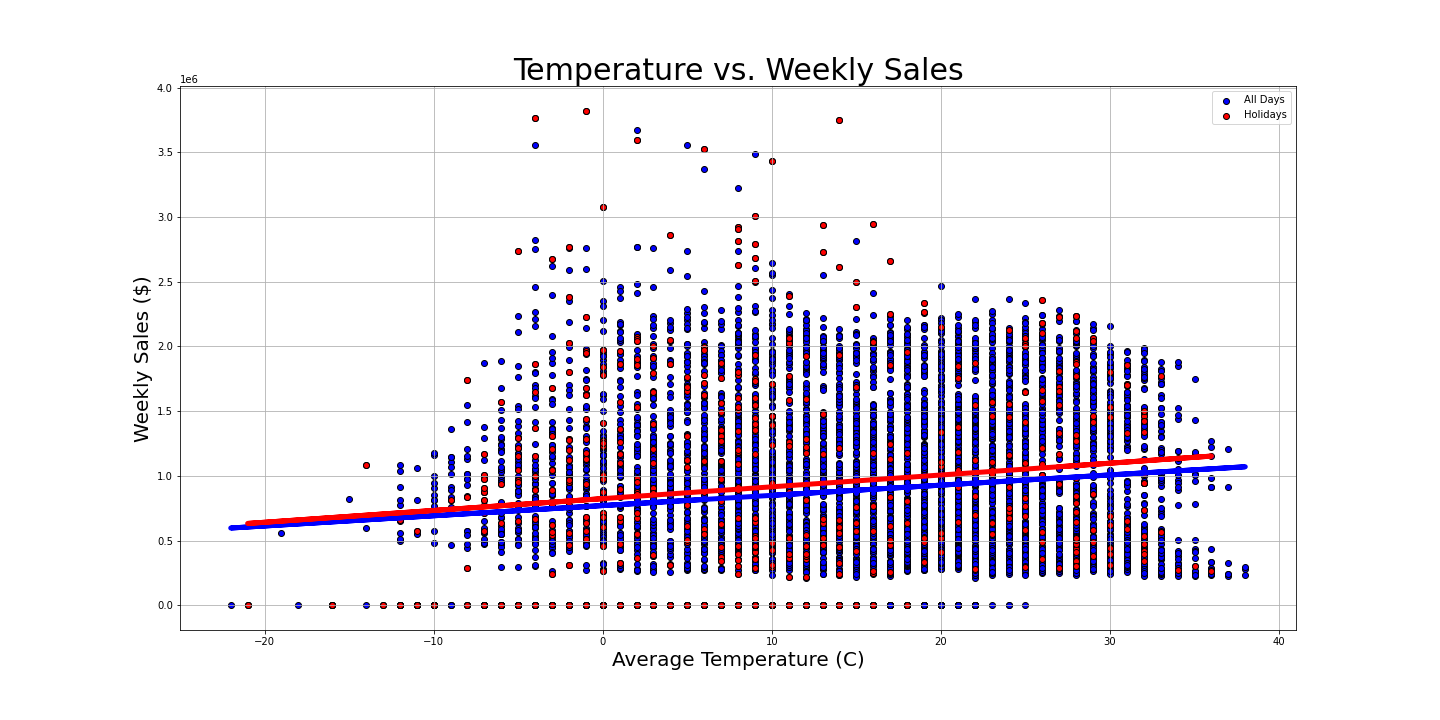 Temperature vs. Weekly Sales
1e6
4.0
3.5
3.0
2.5
2.0
1.5
1.0
0.5
0.0
Weekly Sales ($)
All Days
Holidays
−20
−10
0
10
20
30
40
Average Temperature (C)